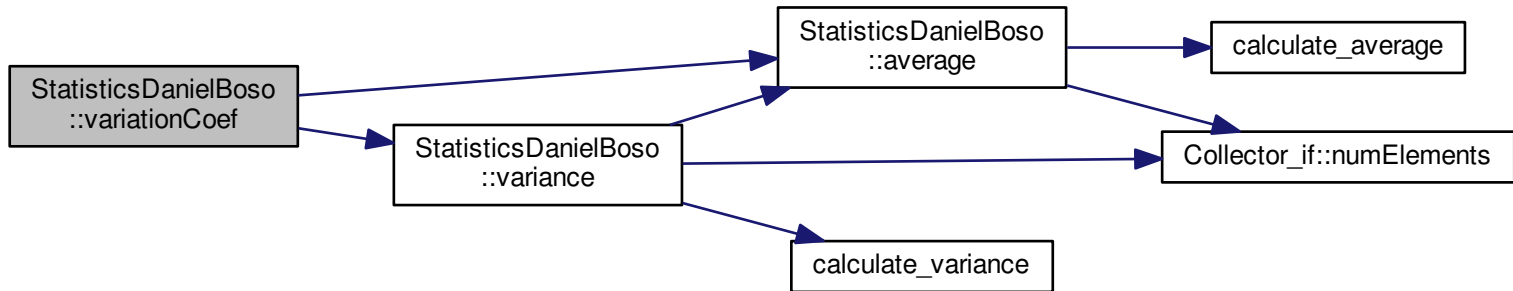 StatisticsDanielBoso
::variationCoef
StatisticsDanielBoso
::variance
StatisticsDanielBoso
::average
calculate_average
Collector_if::numElements
calculate_variance